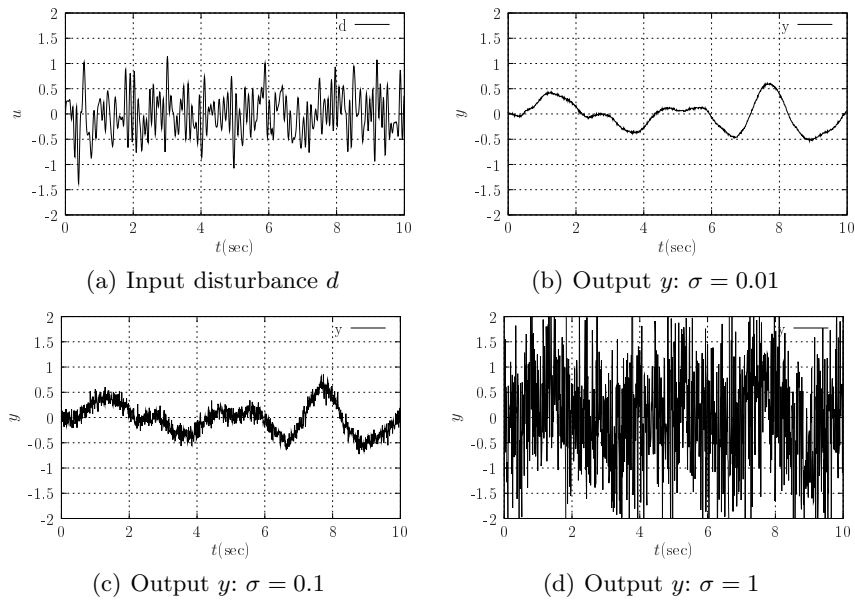 2
1.5
1
0.5
0
-0.5
-1
-1.5
-2
u
d
0 2 4 6 8 10
t(sec)
(a) Input disturbance d
2
1.5
1
0.5
0
-0.5
-1
-1.5
-2
y
y
0 2 4 6 8 10
t(sec)
(b) Output y: σ = 0.01
2
1.5
1
0.5
0
-0.5
-1
-1.5
-2
y
y
0 2 4 6 8 10
t(sec)
(c) Output y: σ = 0.1
2
1.5
1
0.5
0
-0.5
-1
-1.5
-2
y
0 2 4 6 8 10
t(sec)
(d) Output y: σ = 1